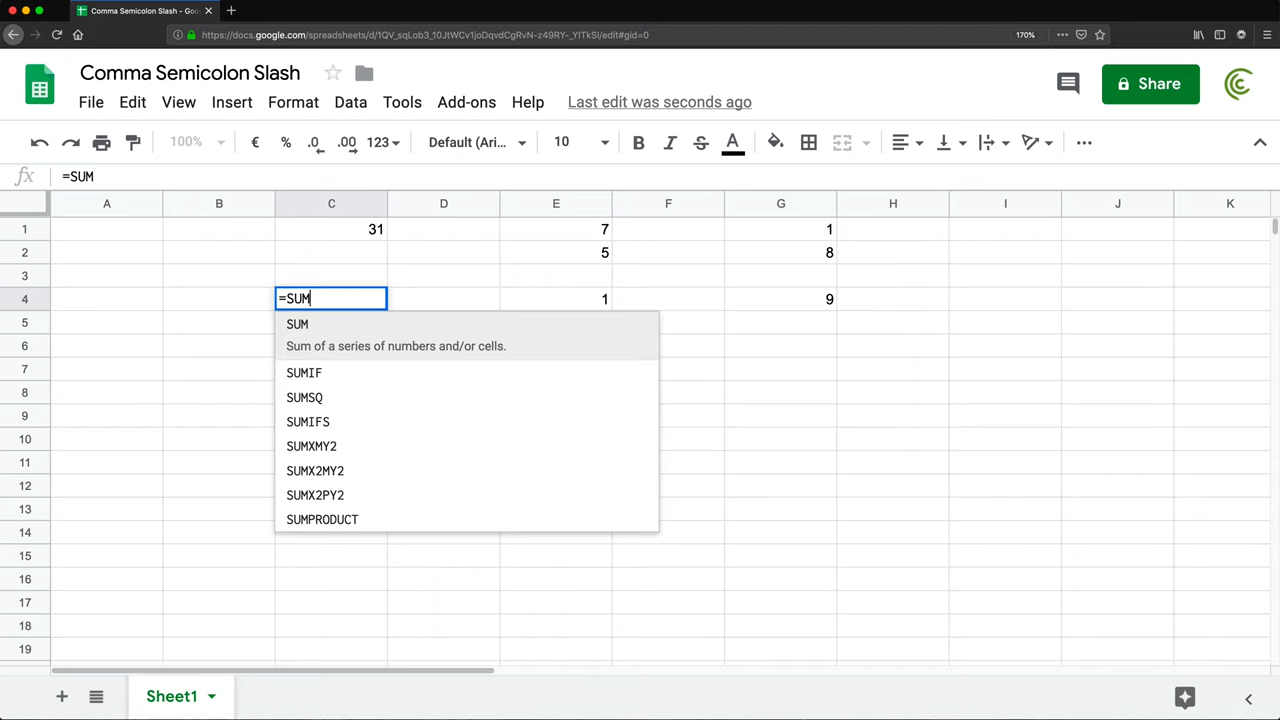 Comma Semicolon Slash - Goo
https://docs.google.com/spreadsheets/d/1QV_sqLob3_10JtWCv1joDqvdCgRvN-z49RY-_YITkSI/edit#gid=0
170%
Comma Semicolon Slash
File Edit View Insert Format Data Tools Add-ons Help Last edit was seconds ago
Share
100% € % .0 .00 123 Default (Ari... 10 B I S A
fx =SUM
A B C D E F G H I J K
1 31 7 1
2 5 8
3
4 =SUM 1 9
5 SUM
Sum of a series of numbers and/or cells.
6
7 SUMIF
8 SUMSQ
9 SUMIFS
10 SUMXMY2
11 SUMX2MY2
12 SUMX2PY2
13 SUMPRODUCT
14
15
16
17
18
19
Sheet1